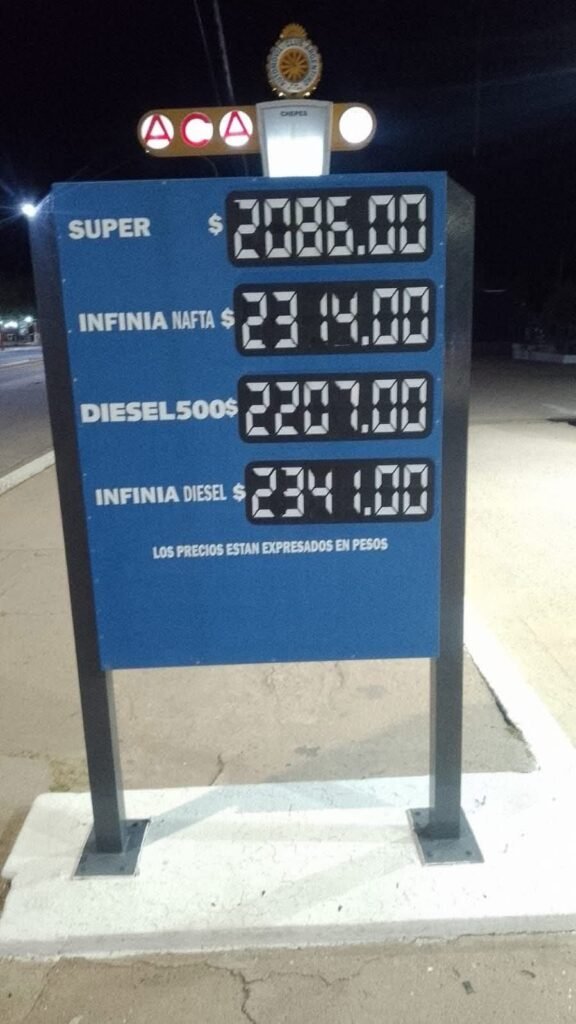 ACA
CHEPES
SUPER $ 2086.00
INFINIA NAFTA $ 2314.00
DIESEL500 $ 2207.00
INFINIA DIESEL $ 2341.00
LOS PRECIOS ESTAN EXPRESADOS EN PESOS